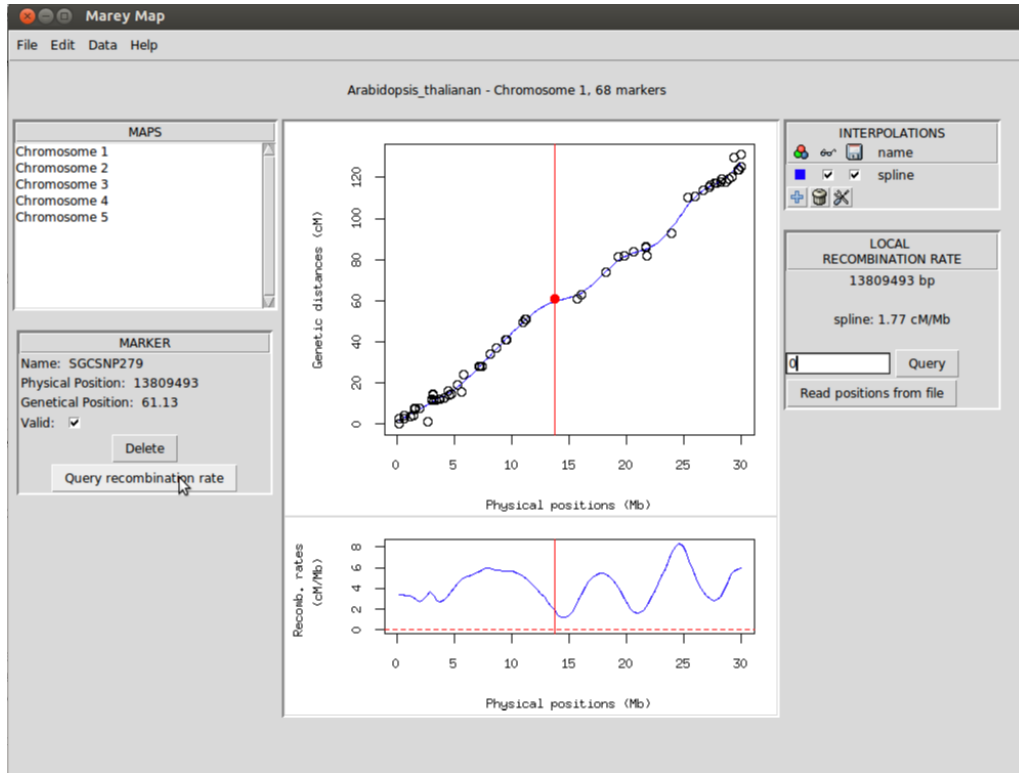 Marey Map
File Edit Data Help
Arabidopsis_thalianan - Chromosome 1, 68 markers
MAPS
Chromosome 1
Chromosome 2
Chromosome 3
Chromosome 4
Chromosome 5
MARKER
Name: SGCSNP279
Physical Position: 13809493
Genetical Position: 61.13
Valid:
Delete
Query recombination rate
Genetic distances (cM)
120
100
80
60
40
20
0
0 5 10 15 20 25 30
Physical positions (Mb)
Recomb. rates
(cM/Mb)
8
6
4
2
0
0 5 10 15 20 25 30
Physical positions (Mb)
INTERPOLATIONS
name
spline
LOCAL
RECOMBINATION RATE
13809493 bp
spline: 1.77 cM/Mb
0
Query
Read positions from file